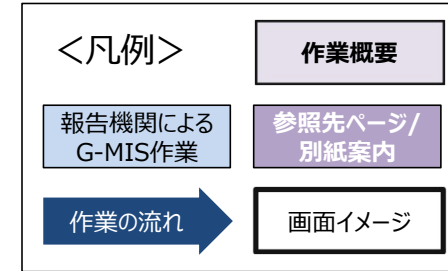 ＜凡例＞
作業概要
報告機関による
G-MIS作業
参照先ページ/
別紙案内
作業の流れ
画面イメージ